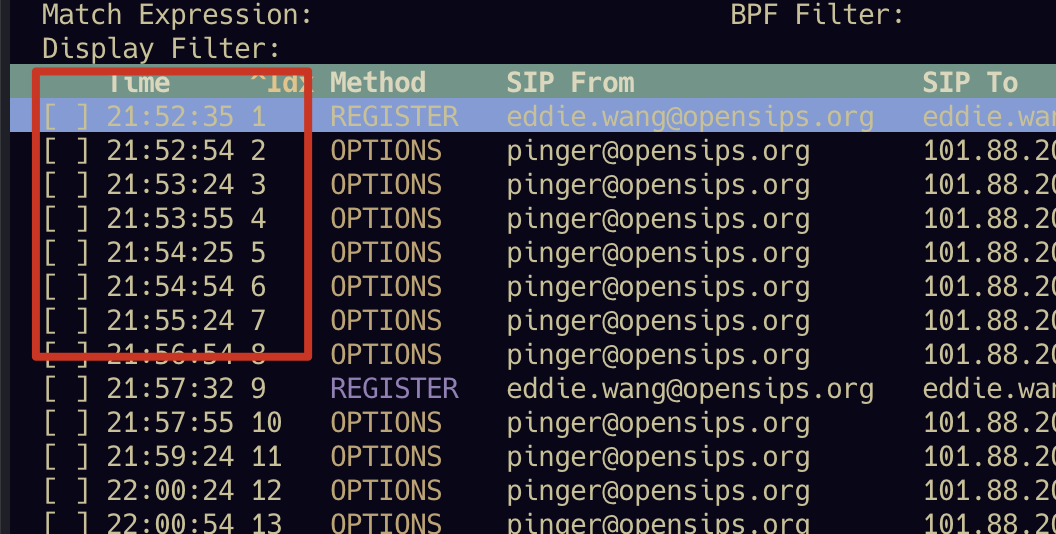 Match Expression: BPF Filter:
Display Filter:
Time ^Idx Method SIP From SIP To
[ ] 21:52:35 1 REGISTER eddie.wang@opensips.org eddie.wan
[ ] 21:52:54 2 OPTIONS pinger@opensips.org 101.88.20
[ ] 21:53:24 3 OPTIONS pinger@opensips.org 101.88.20
[ ] 21:53:55 4 OPTIONS pinger@opensips.org 101.88.20
[ ] 21:54:25 5 OPTIONS pinger@opensips.org 101.88.20
[ ] 21:54:54 6 OPTIONS pinger@opensips.org 101.88.20
[ ] 21:55:24 7 OPTIONS pinger@opensips.org 101.88.20
[ ] 21:56:54 8 OPTIONS pinger@opensips.org 101.88.20
[ ] 21:57:32 9 REGISTER eddie.wang@opensips.org eddie.wan
[ ] 21:57:55 10 OPTIONS pinger@opensips.org 101.88.20
[ ] 21:59:24 11 OPTIONS pinger@opensips.org 101.88.20
[ ] 22:00:24 12 OPTIONS pinger@opensips.org 101.88.20
[ ] 22:00:54 13 OPTIONS pinger@opensips.org 101.88.20